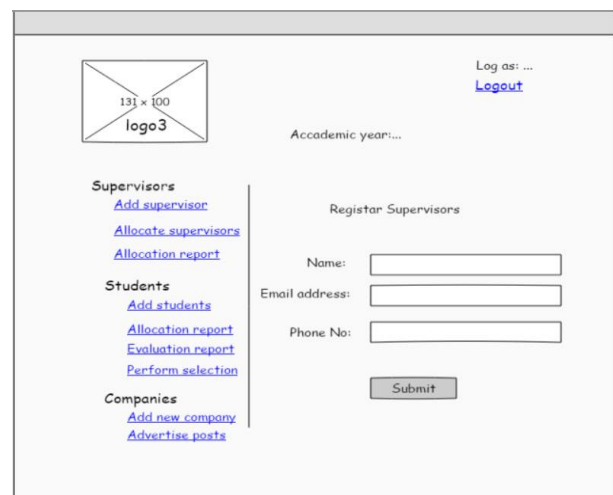 Log as: ...
Logout
131 x 100
logo3
Accademic year:...
Supervisors
Add supervisor
Allocate supervisors
Allocation report
Students
Add students
Allocation report
Evaluation report
Perform selection
Companies
Add new company
Advertise posts
Registar Supervisors
Name:
Email address:
Phone No:
Submit